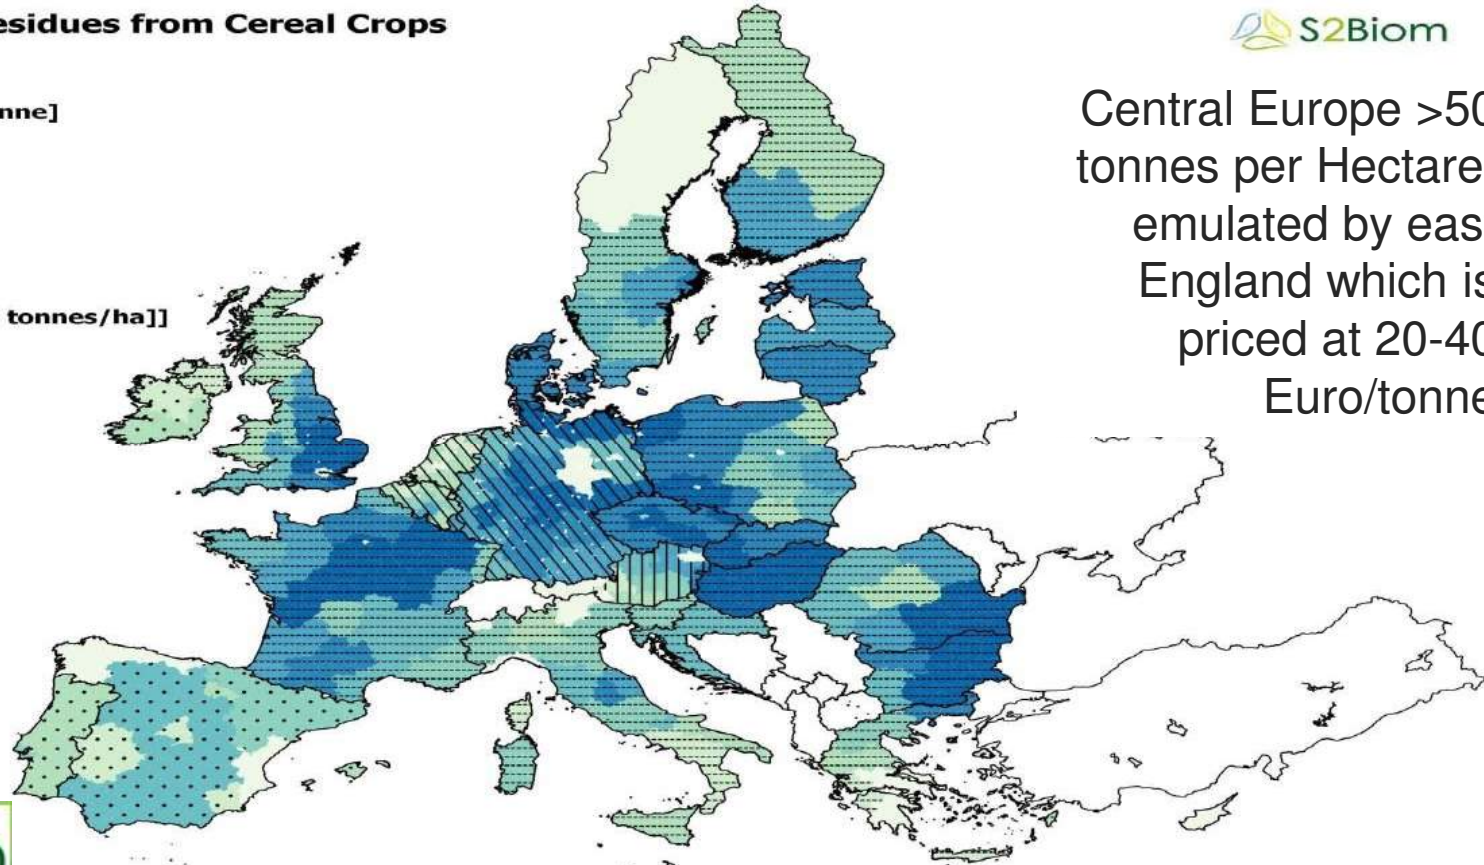 esidues from Cereal Crops
S2Biom
nne]
Central Europe >50
tonnes per Hectare
emulated by eas
England which is
priced at 20-40
Euro/tonne
tonnes/ha]]